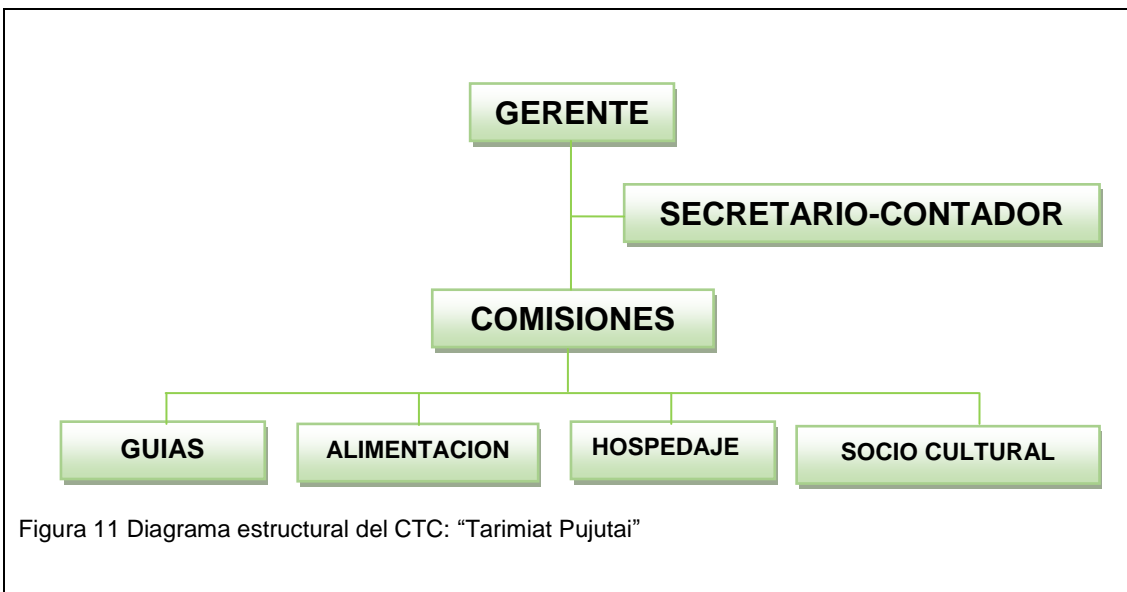 GERENTE
SECRETARIO-CONTADOR
COMISIONES
GUIAS
ALIMENTACION
HOSPEDAJE
SOCIO CULTURAL
Figura 11 Diagrama estructural del CTC: “Tarimiat Pujutai”